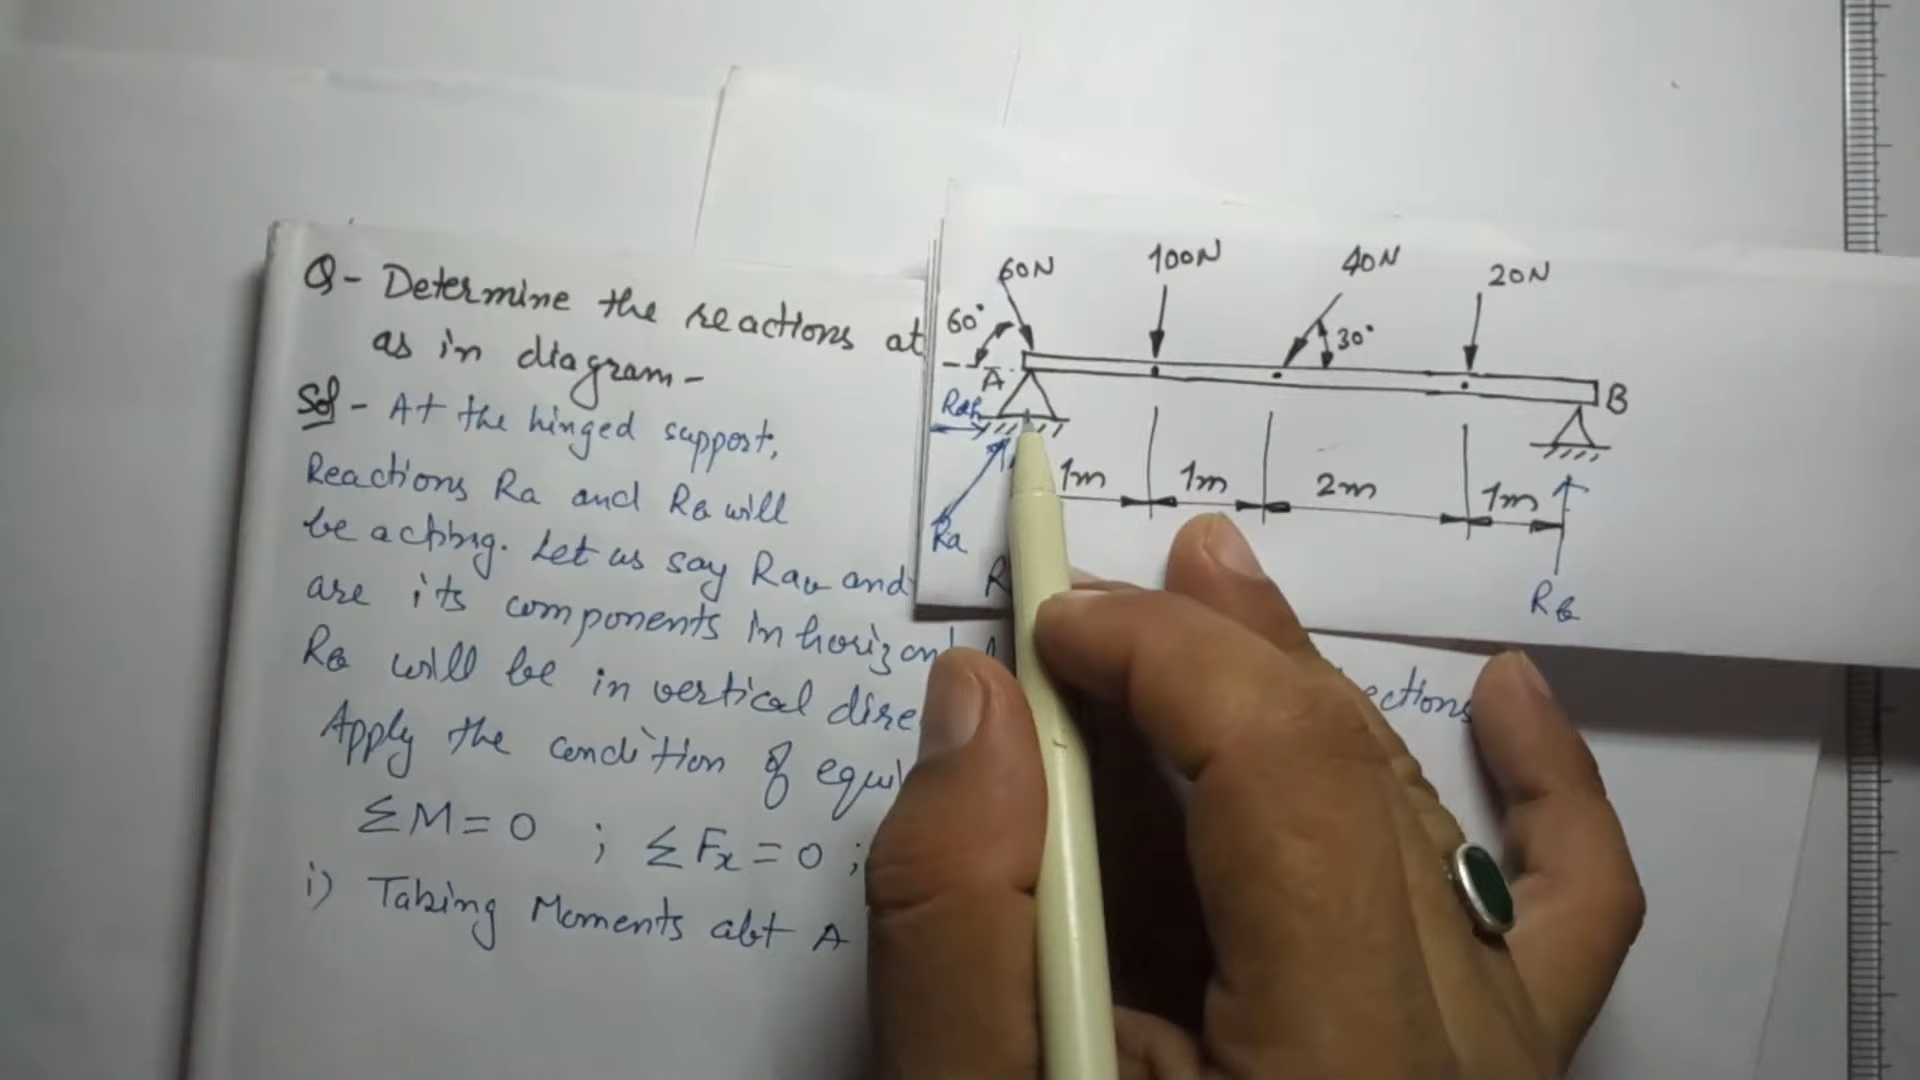 Q- Determine the reactions at
as in diagram-
Sol - At the hinged support,
Reactions Ra and RB will
be acting. Let us say Rav and
are its components in horizont
RB will be in vertical dire
ections
Apply the condition of equil
ΣM=0 ; ΣFx=0 ;
i) Taking Moments abt A
60N 100N 40N 20N
60° 30°
A B
Rah
1m 1m 2m 1m
Ra
R
RB